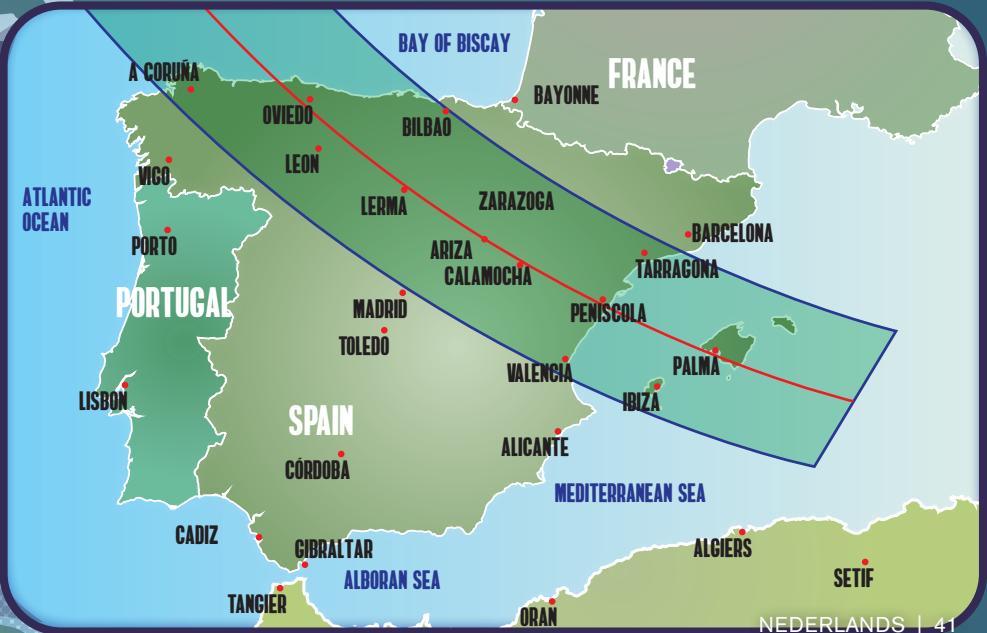 BAY OF BISCAY
FRANCE
A CORUÑA
BAYONNE
OVIEDO
BILBAO
LEON
VIGO
ATLANTIC
OCEAN
LERMA
ZARAZOGA
PORTO
BARCELONA
ARIZA
CALAMOCHA
TARRAGONA
PORTUGAL
MADRID
PENISCOLA
TOLEDO
VALENCIA
PALMA
LISBON
IBIZA
SPAIN
ALICANTE
CÓRDOBA
MEDITERRANEAN SEA
CADIZ
GIBRALTAR
ALGIERS
ALBORAN SEA
SETIF
TANGIER
ORAN
NEDERLANDS | 41